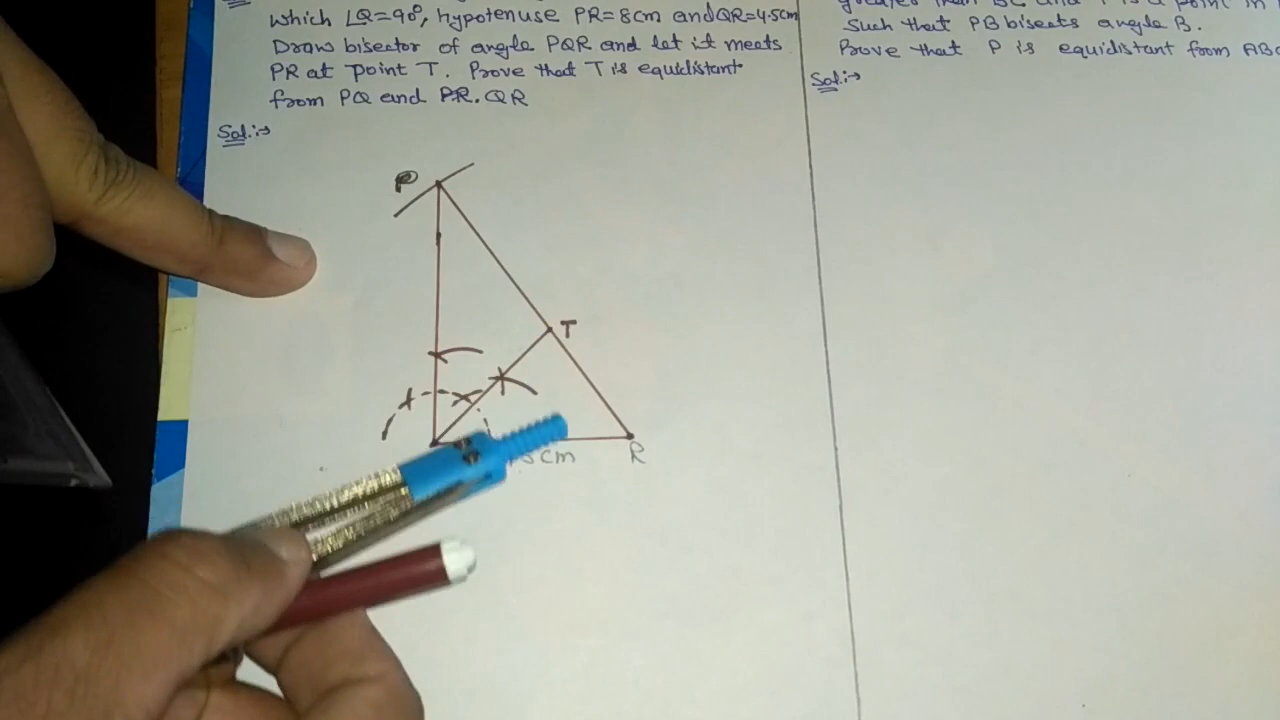 which ∠Q=90°, hypotenuse PR=8cm and QR=4.5cm
Draw bisector of angle PQR and let it meets
PR at point T. Prove that T is equidistant
from PQ and PR. QR
Sol:→
P
T
R
cm
Such that PB bisects angle B.
Prove that P is equidistant from AB
Sol:→